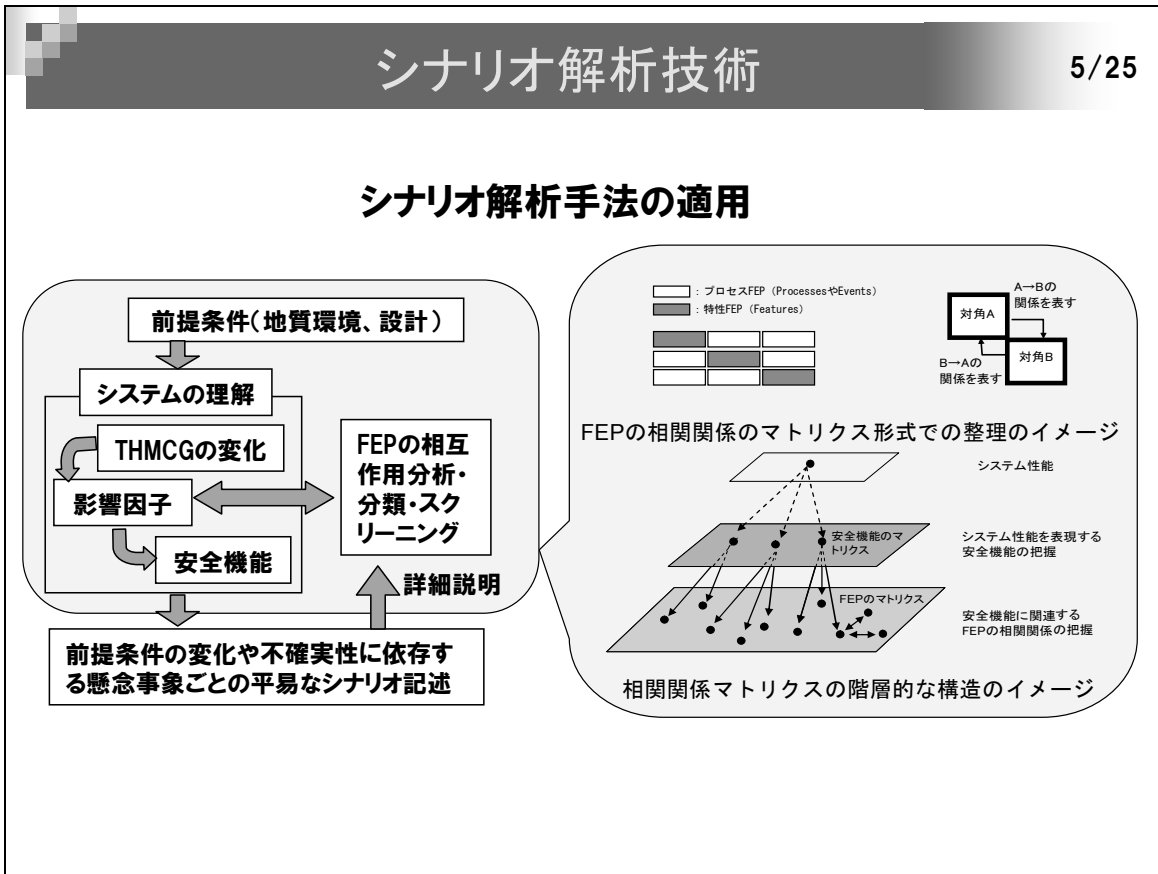 シナリオ解析技術
5/25
シナリオ解析手法の適用
前提条件(地質環境、設計)
システムの理解
THMCGの変化
影響因子
安全機能
FEPの相互
作用分析・
分類・スク
リーニング
詳細説明
前提条件の変化や不確実性に依存す
る懸念事象ごとの平易なシナリオ記述
:プロセスFEP(ProcessesやEvents)
:特性FEP(Features)
A→Bの
関係を表す
対角A
対角B
B→Aの
関係を表す
FEPの相関関係のマトリクス形式での整理のイメージ
システム性能
安全機能のマ
トリクス
システム性能を表現する
安全機能の把握
FEPのマトリクス
安全機能に関連する
FEPの相関関係の把握
相関関係マトリクスの階層的な構造のイメージ